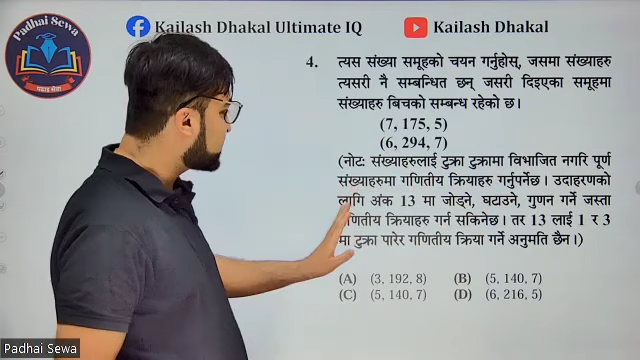 Padhai Sewa
पढाई सेवा
Kailash Dhakal Ultimate IQ
Kailash Dhakal
4. त्यस संख्या समूहको चयन गर्नुहोस्, जसमा संख्याहरु
त्यसरी नै सम्बन्धित छन् जसरी दिइएका समूहमा
संख्याहरु बिचको सम्बन्ध रहेको छ।
(7, 175, 5)
(6, 294, 7)
(नोटः संख्याहरुलाई टुक्रा टुक्रामा विभाजित नगरि पूर्ण
संख्याहरुमा गणितीय क्रियाहरु गर्नुपर्नेछ। उदाहरणको
लागि अंक 13 मा जोड्ने, घटाउने, गुणन गर्ने जस्ता
गणितीय क्रियाहरु गर्न सकिनेछ। तर 13 लाई 1 र 3
मा टुक्रा पारेर गणितीय क्रिया गर्ने अनुमति छैन।)
(A) (3, 192, 8) (B) (5, 140, 7)
(C) (5, 140, 7) (D) (6, 216, 5)
Padhai Sewa